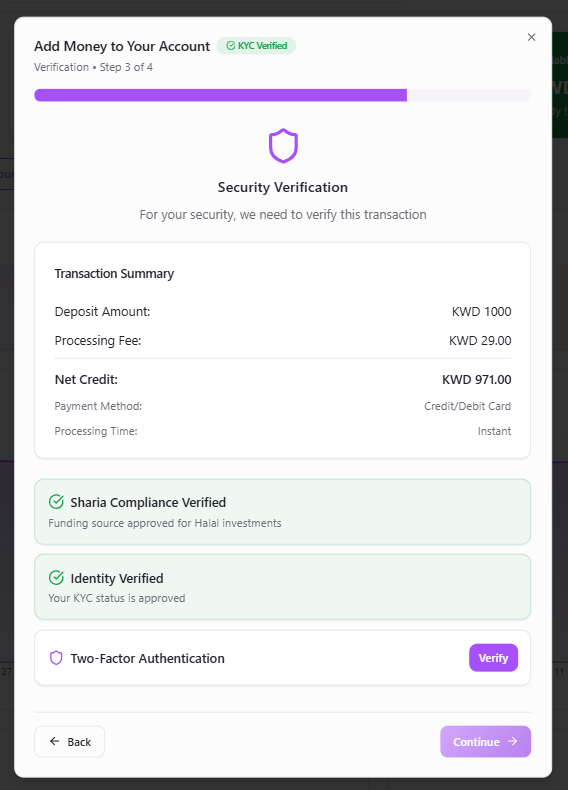 Add Money to Your Account KYC Verified
Verification • Step 3 of 4
Security Verification
For your security, we need to verify this transaction
Transaction Summary
Deposit Amount: KWD 1000
Processing Fee: KWD 29.00
Net Credit: KWD 971.00
Payment Method: Credit/Debit Card
Processing Time: Instant
Sharia Compliance Verified
Funding source approved for Halal investments
Identity Verified
Your KYC status is approved
Two-Factor Authentication Verify
27 11
Back Continue